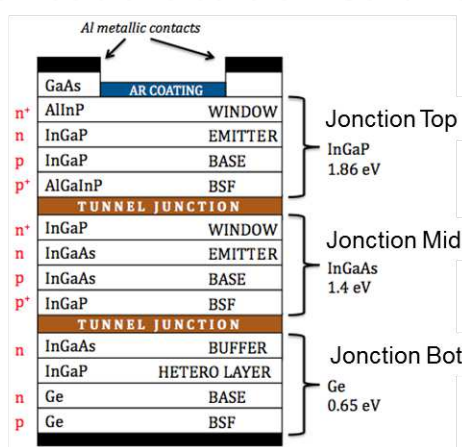 Al metallic contacts
GaAs AR COATING
n+ AlInP WINDOW
n InGaP EMITTER
p InGaP BASE
p+ AlGaInP BSF
TUNNEL JUNCTION
n+ InGaP WINDOW
n InGaAs EMITTER
p InGaAs BASE
p+ InGaP BSF
TUNNEL JUNCTION
n InGaAs BUFFER
InGaP HETERO LAYER
n Ge BASE
p Ge BSF
Jonction Top
InGaP
1.86 eV
Jonction Mid
InGaAs
1.4 eV
Jonction Bot
Ge
0.65 eV